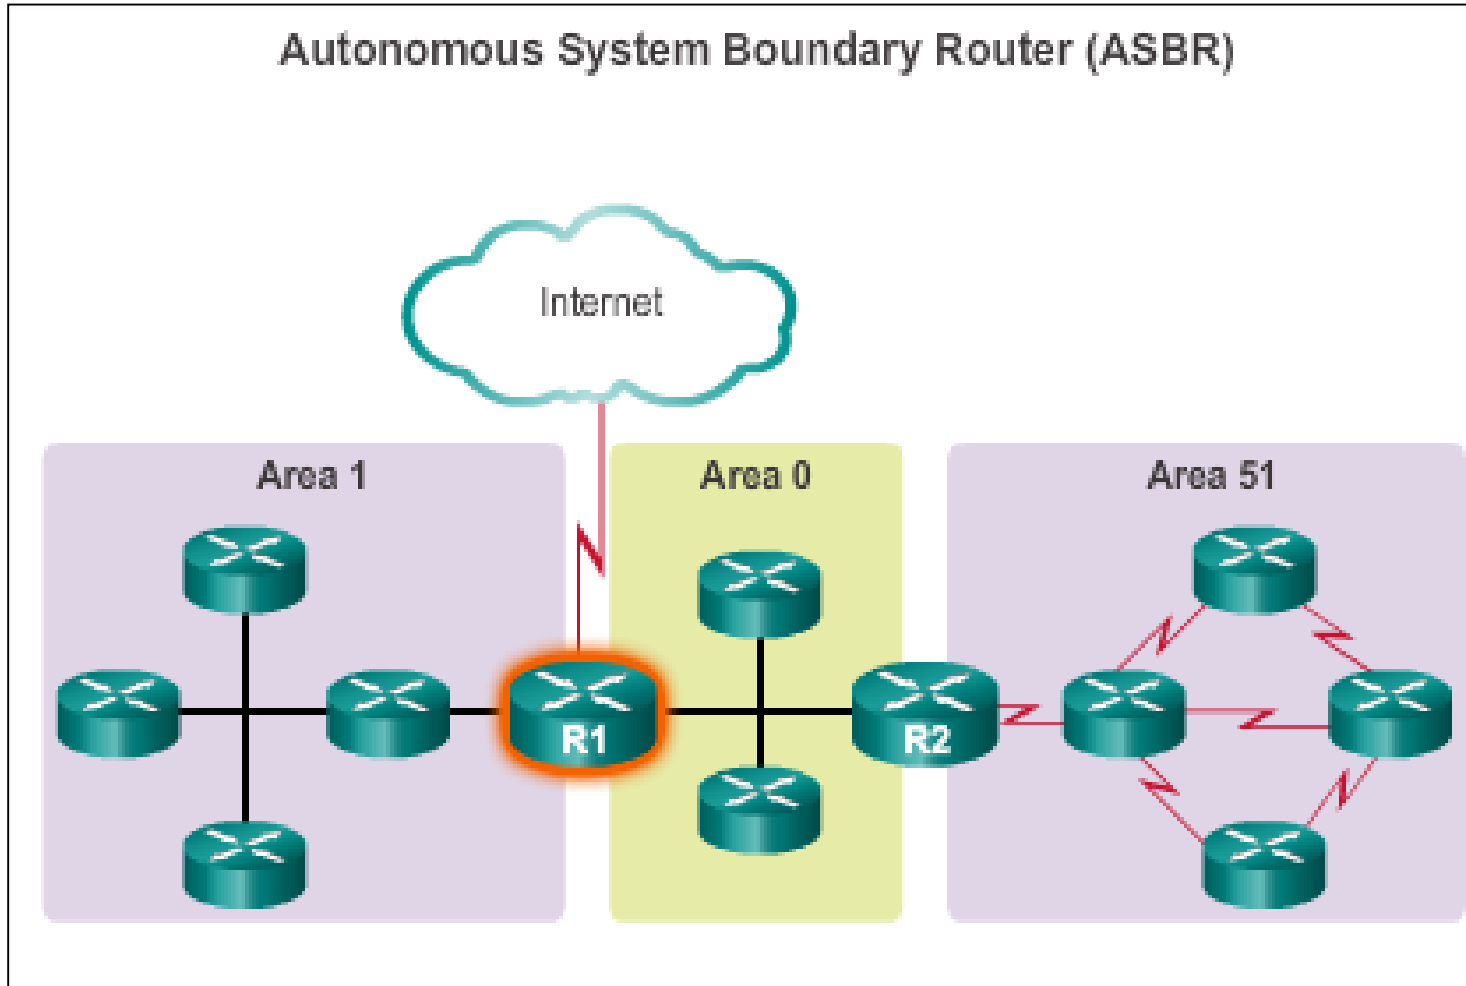 Autonomous System Boundary Router (ASBR)
Internet
Area 1
Area 0
Area 51
R1
R2